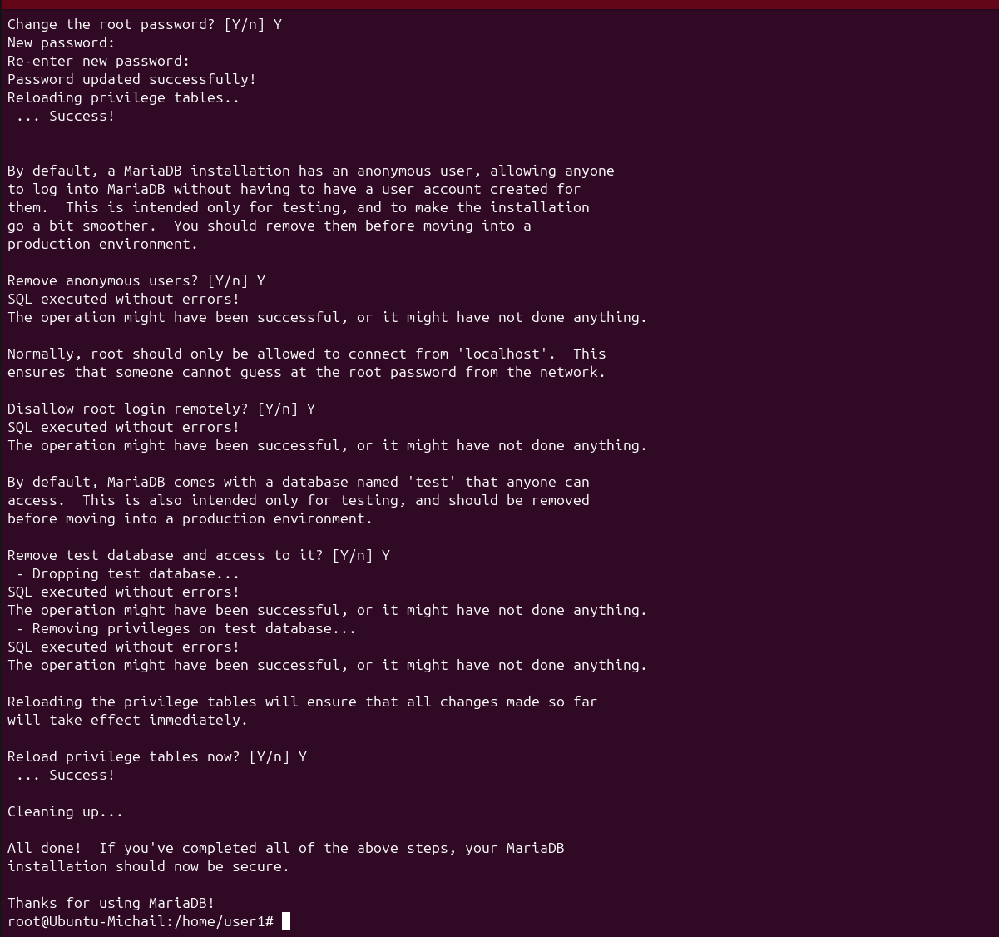 Change the root password? [Y/n] Y
New password:
Re-enter new password:
Password updated successfully!
Reloading privilege tables..
 ... Success!


By default, a MariaDB installation has an anonymous user, allowing anyone
to log into MariaDB without having to have a user account created for
them.  This is intended only for testing, and to make the installation
go a bit smoother.  You should remove them before moving into a
production environment.

Remove anonymous users? [Y/n] Y
SQL executed without errors!
The operation might have been successful, or it might have not done anything.

Normally, root should only be allowed to connect from 'localhost'.  This
ensures that someone cannot guess at the root password from the network.

Disallow root login remotely? [Y/n] Y
SQL executed without errors!
The operation might have been successful, or it might have not done anything.

By default, MariaDB comes with a database named 'test' that anyone can
access.  This is also intended only for testing, and should be removed
before moving into a production environment.

Remove test database and access to it? [Y/n] Y
 - Dropping test database...
SQL executed without errors!
The operation might have been successful, or it might have not done anything.
 - Removing privileges on test database...
SQL executed without errors!
The operation might have been successful, or it might have not done anything.

Reloading the privilege tables will ensure that all changes made so far
will take effect immediately.

Reload privilege tables now? [Y/n] Y
 ... Success!

Cleaning up...

All done!  If you've completed all of the above steps, your MariaDB
installation should now be secure.

Thanks for using MariaDB!
root@Ubuntu-Michail:/home/user1#